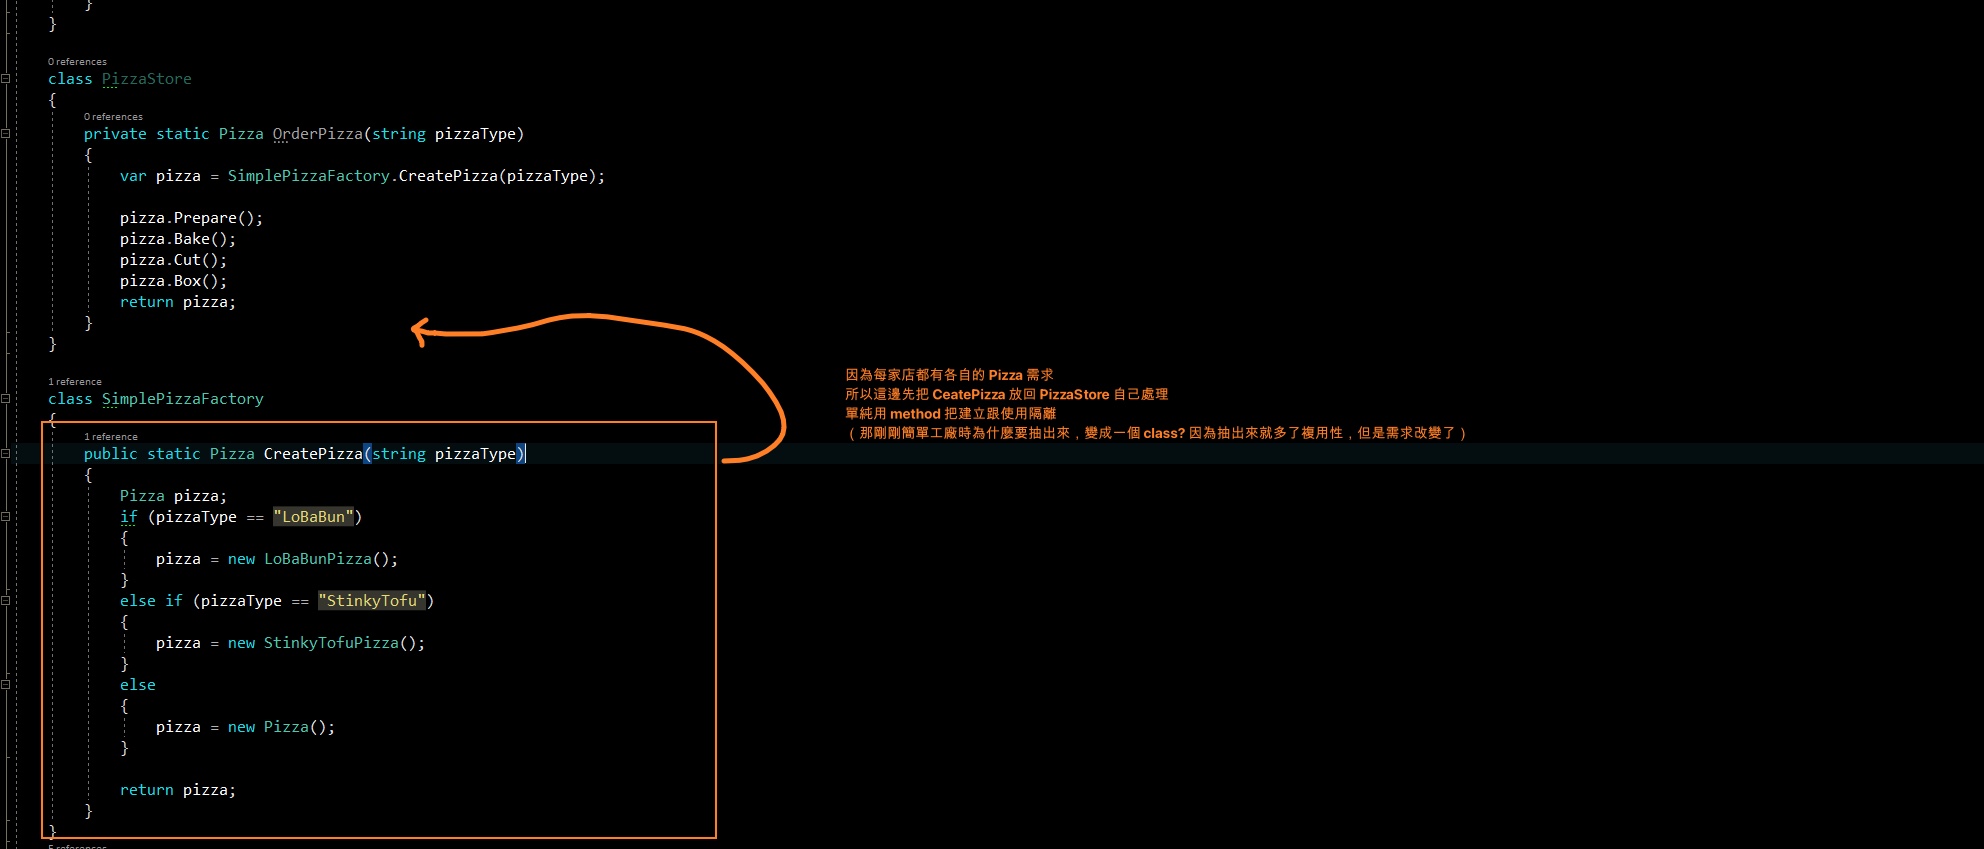 }
}
0 references
class PizzaStore
{
0 references
private static Pizza OrderPizza(string pizzaType)
{
var pizza = SimplePizzaFactory.CreatePizza(pizzaType);
pizza.Prepare();
pizza.Bake();
pizza.Cut();
pizza.Box();
return pizza;
}
}
因為每家店都有各自的 Pizza 需求
所以這邊先把 CeatePizza 放回 PizzaStore 自己處理
單純用 method 把建立跟使用隔離
（那剛剛簡單工廠時為什麼要抽出來，變成一個 class? 因為抽出來就多了複用性，但是需求改變了）
1 reference
class SimplePizzaFactory
{
1 reference
public static Pizza CreatePizza(string pizzaType)
{
Pizza pizza;
if (pizzaType == "LoBaBun")
{
pizza = new LoBaBunPizza();
}
else if (pizzaType == "StinkyTofu")
{
pizza = new StinkyTofuPizza();
}
else
{
pizza = new Pizza();
}
return pizza;
}
}
5 references